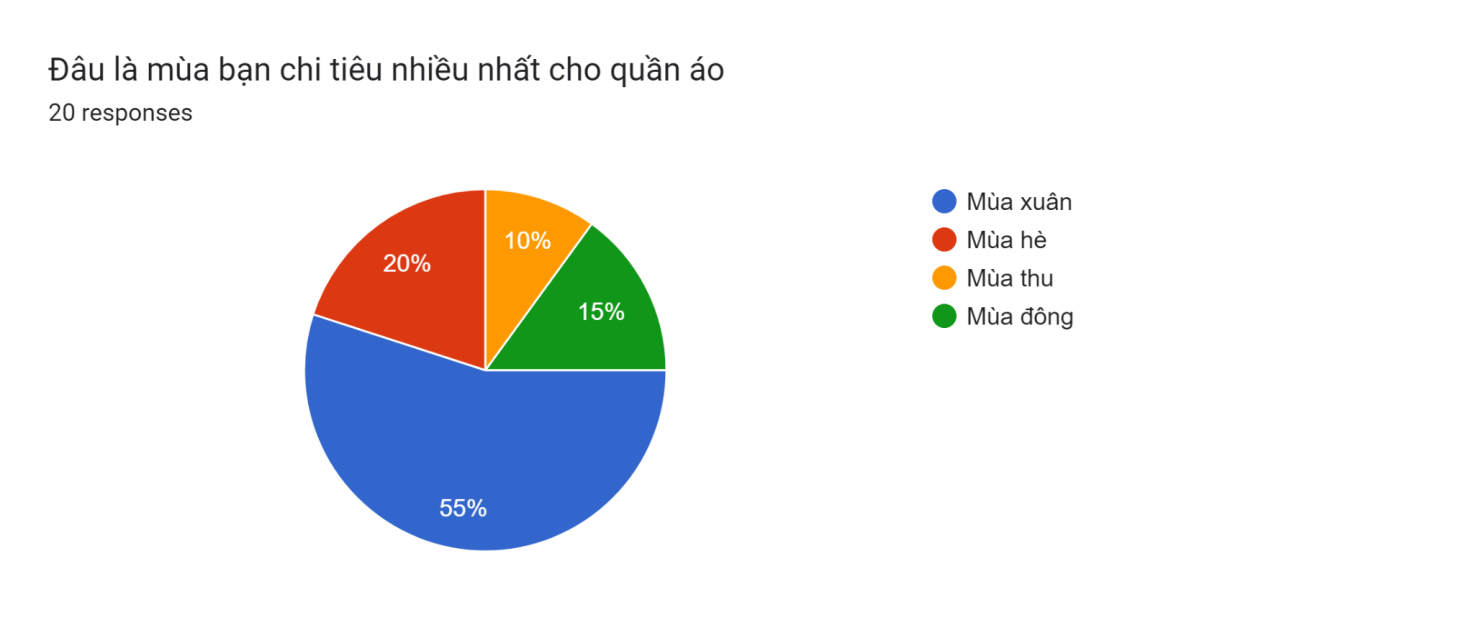 Đâu là mùa bạn chi tiêu nhiều nhất cho quần áo
20 responses
10%
20%
15%
55%
Mùa xuân
Mùa hè
Mùa thu
Mùa đông